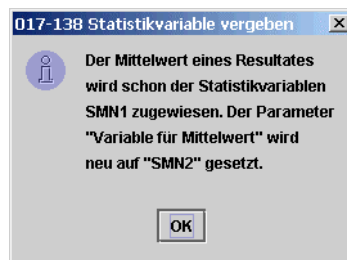 017-138 Statistikvariable vergeben
Der Mittelwert eines Resultates
wird schon der Statistikvariablen
SMN1 zugewiesen. Der Parameter
"Variable für Mittelwert" wird
neu auf "SMN2" gesetzt.
OK